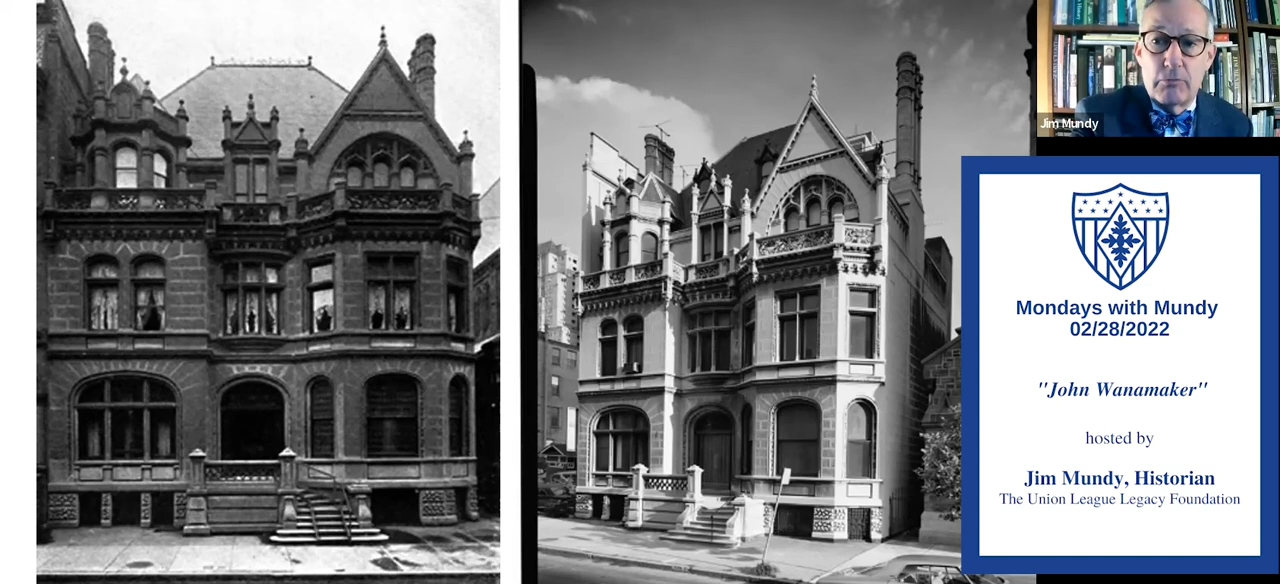 Jim Mundy
Mondays with Mundy
02/28/2022
"John Wanamaker"
hosted by
Jim Mundy, Historian
The Union League Legacy Foundation